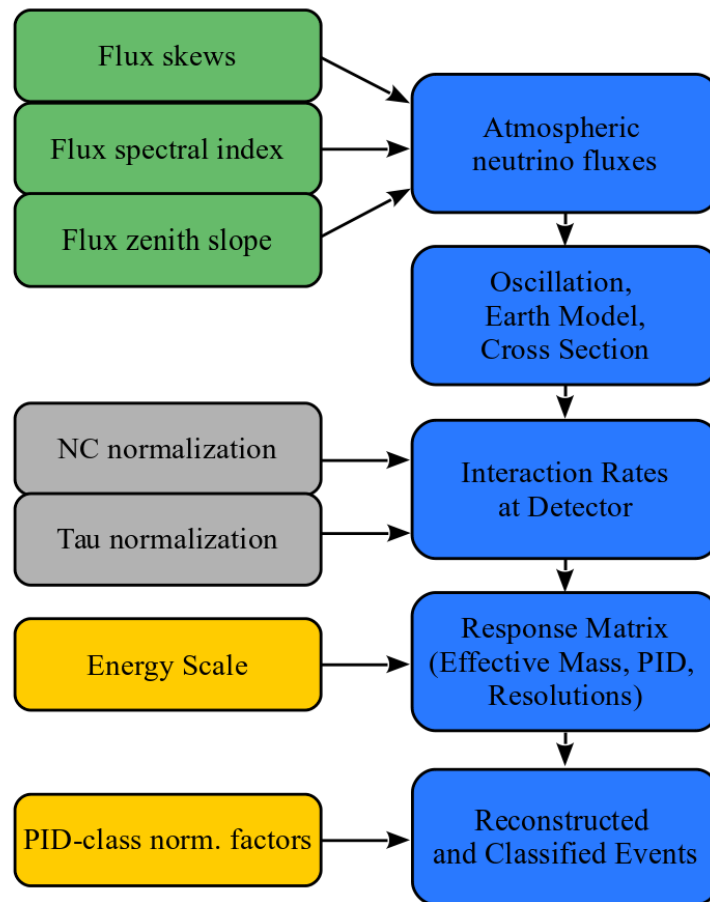 Flux skews
Flux spectral index
Flux zenith slope
Atmospheric
neutrino fluxes
Oscillation,
Earth Model,
Cross Section
NC normalization
Tau normalization
Interaction Rates
at Detector
Energy Scale
Response Matrix
(Effective Mass, PID,
Resolutions)
PID-class norm. factors
Reconstructed
and Classified Events